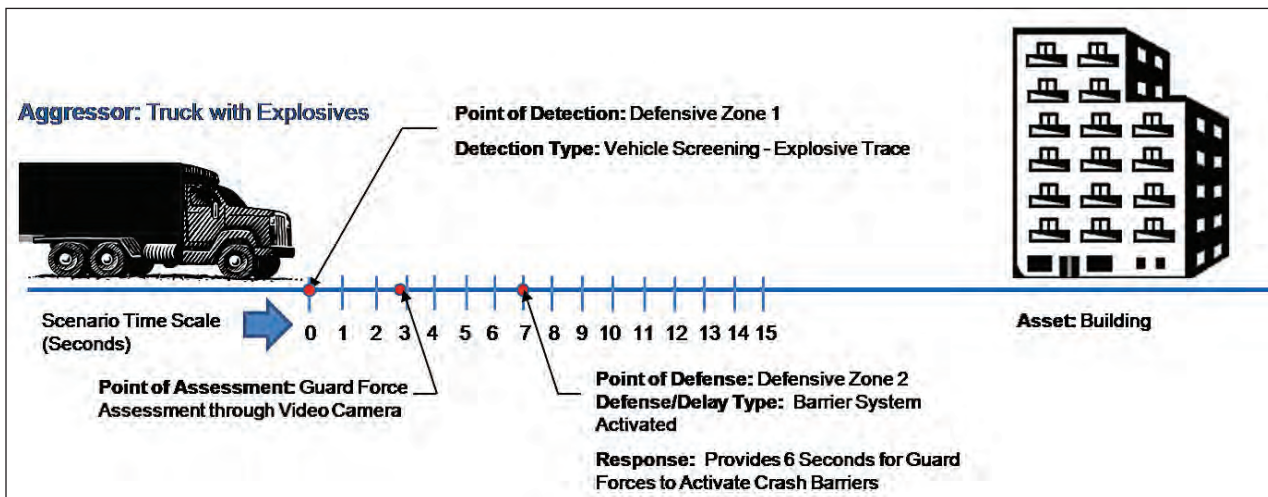 Aggressor: Truck with Explosives
Point of Detection: Defensive Zone 1
Detection Type: Vehicle Screening - Explosive Trace
Scenario Time Scale
(Seconds)
0 1 2 3 4 5 6 7 8 9 10 11 12 13 14 15
Asset: Building
Point of Assessment: Guard Force
Assessment through Video Camera
Point of Defense: Defensive Zone 2
Defense/Delay Type: Barrier System
Activated
Response: Provides 6 Seconds for Guard
Forces to Activate Crash Barriers